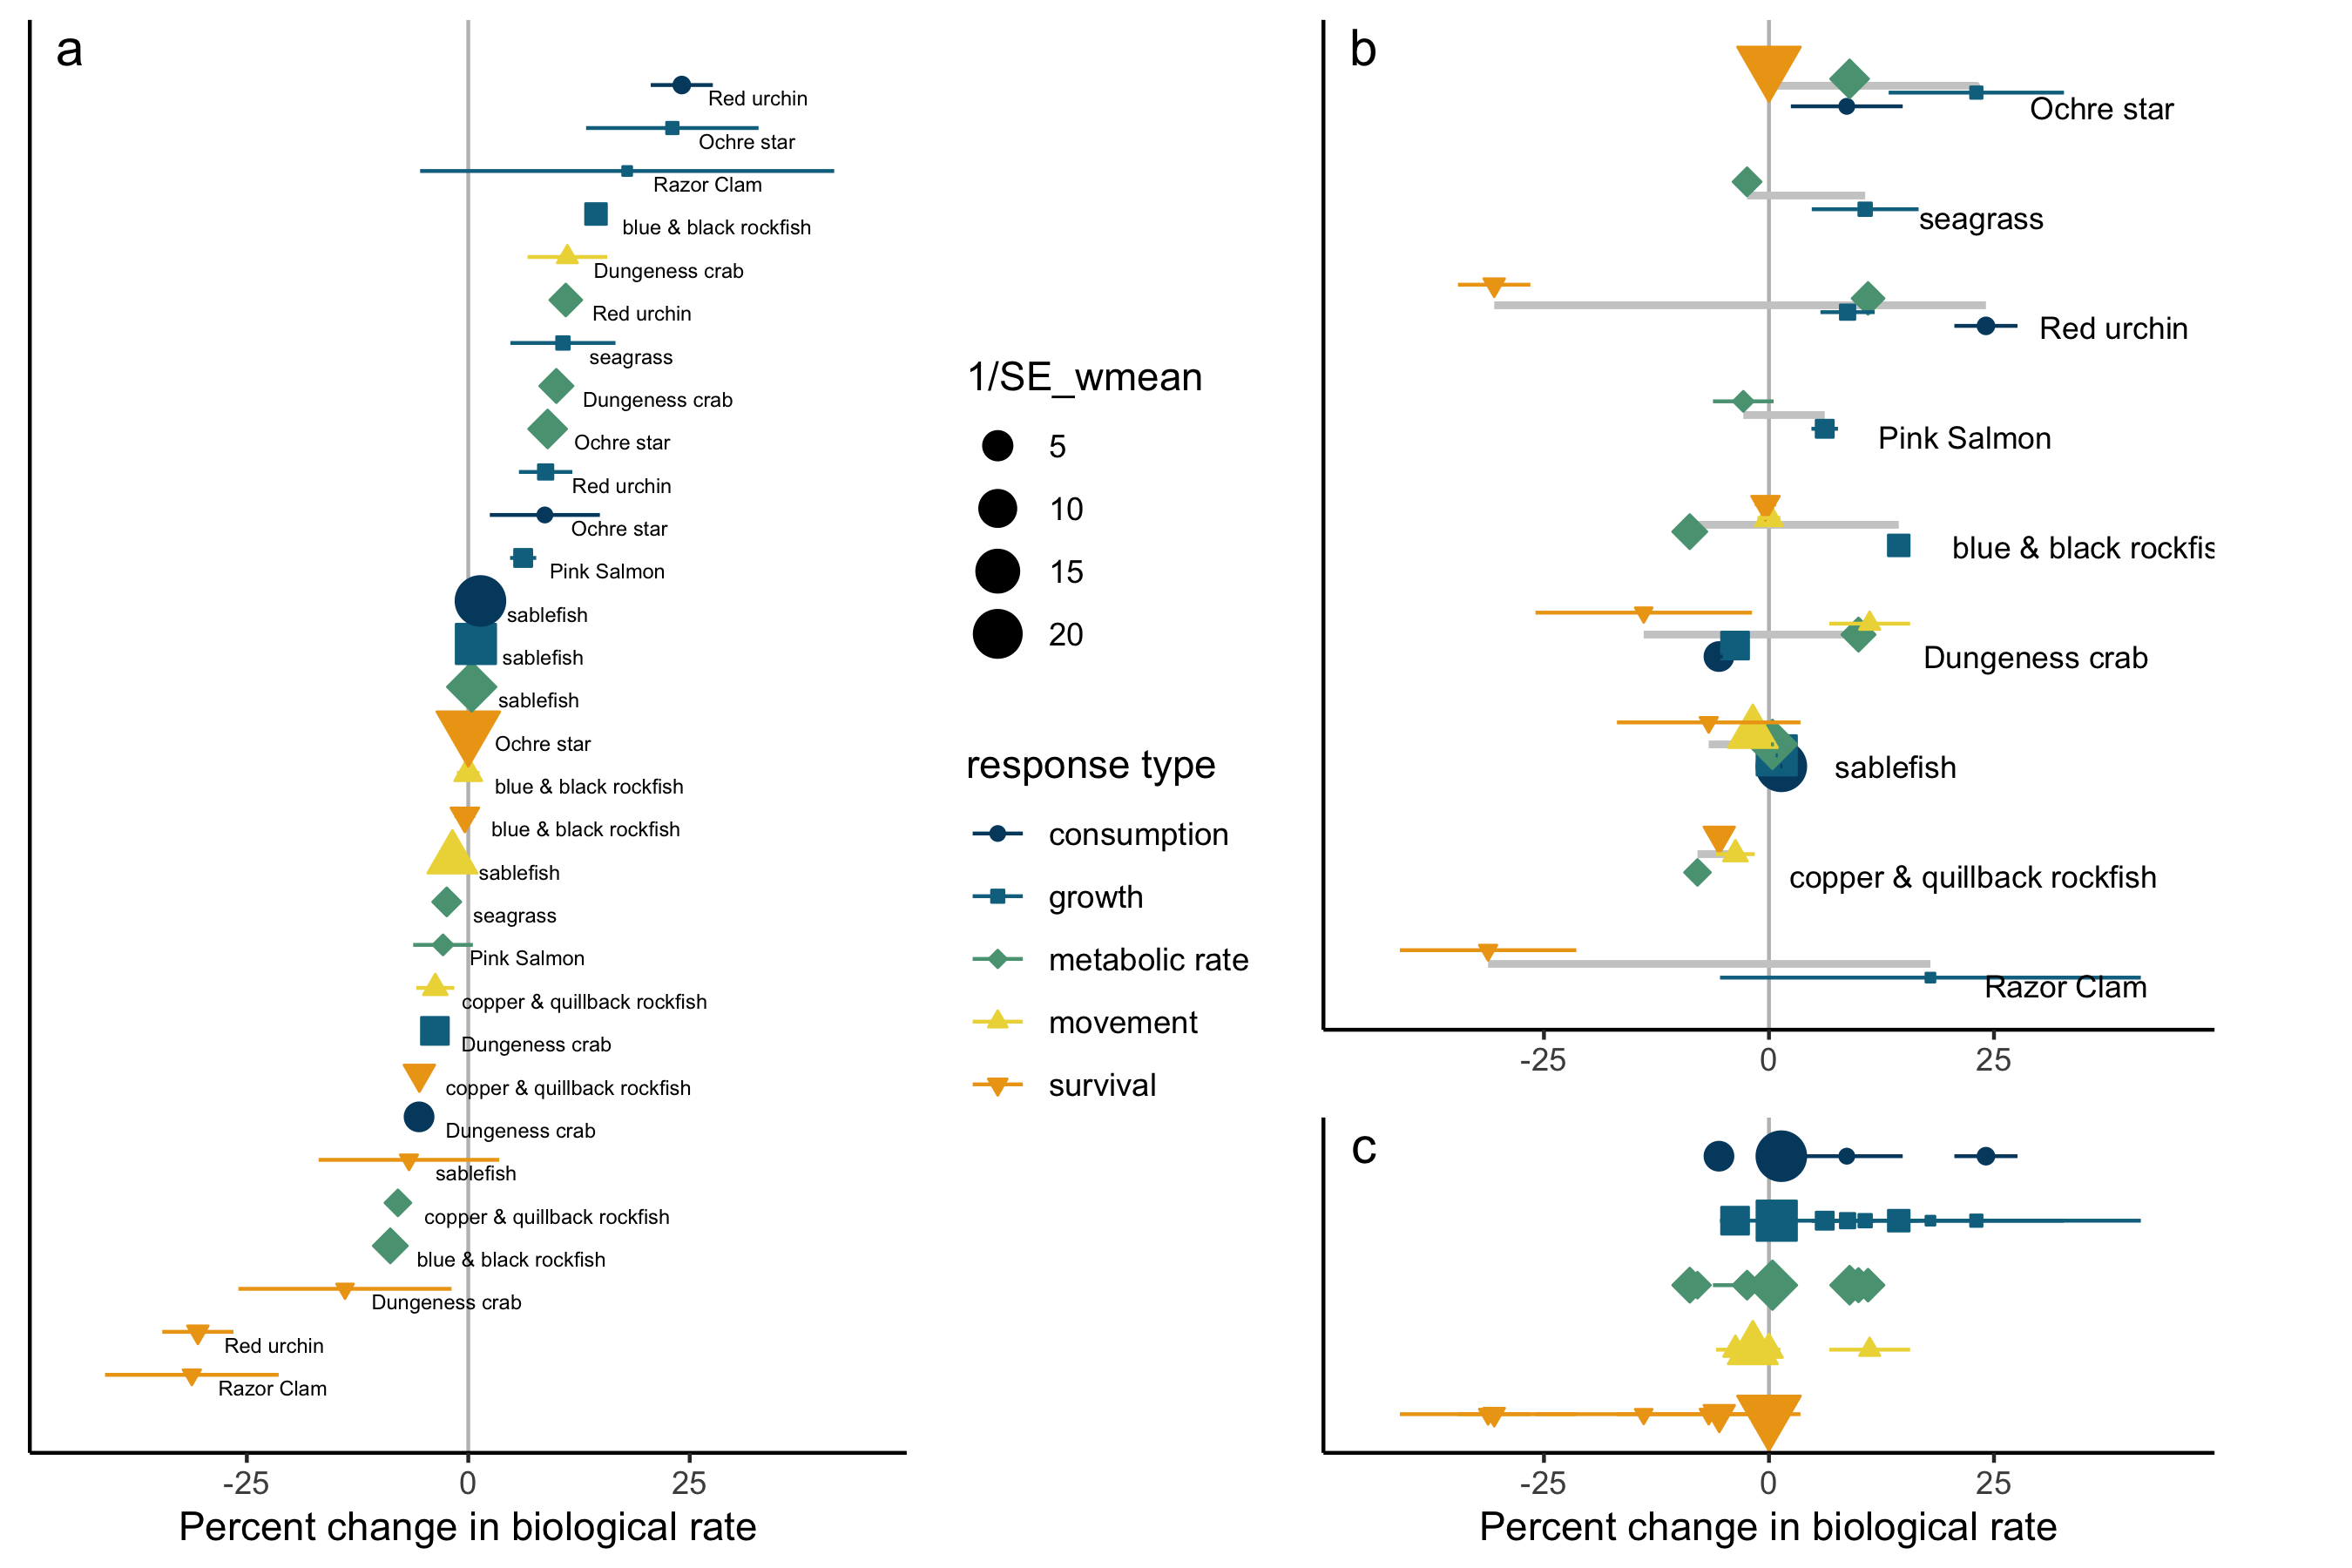 a
Red urchin
Ochre star
Razor Clam
blue & black rockfish
Dungeness crab
Red urchin
seagrass
Dungeness crab
Ochre star
Red urchin
Ochre star
Pink Salmon
sablefish
sablefish
sablefish
Ochre star
blue & black rockfish
blue & black rockfish
sablefish
seagrass
Pink Salmon
copper & quillback rockfish
Dungeness crab
copper & quillback rockfish
Dungeness crab
sablefish
copper & quillback rockfish
blue & black rockfish
Dungeness crab
Red urchin
Razor Clam
-25 0 25
Percent change in biological rate
1/SE_wmean
5
10
15
20
response type
consumption
growth
metabolic rate
movement
survival
b
Ochre star
seagrass
Red urchin
Pink Salmon
blue & black rockfis
Dungeness crab
sablefish
copper & quillback rockfish
Razor Clam
-25 0 25
c
-25 0 25
Percent change in biological rate